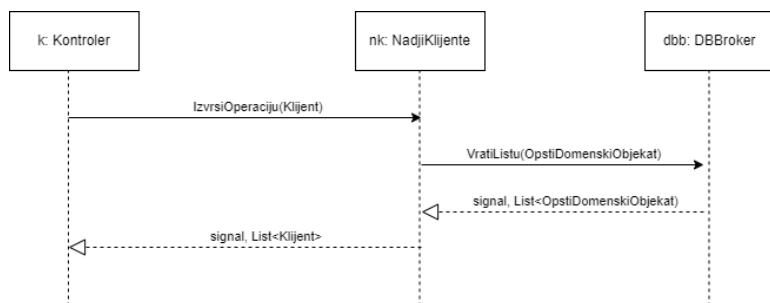 k: Kontroler
nk: NadjiKlijente
dbb: DBBroker
IzvrsiOperaciju(Klijent)
VratiListu(OpstiDomenskiObjekat)
signal, List<OpstiDomenskiObjekat)
signal, List<Klijent>